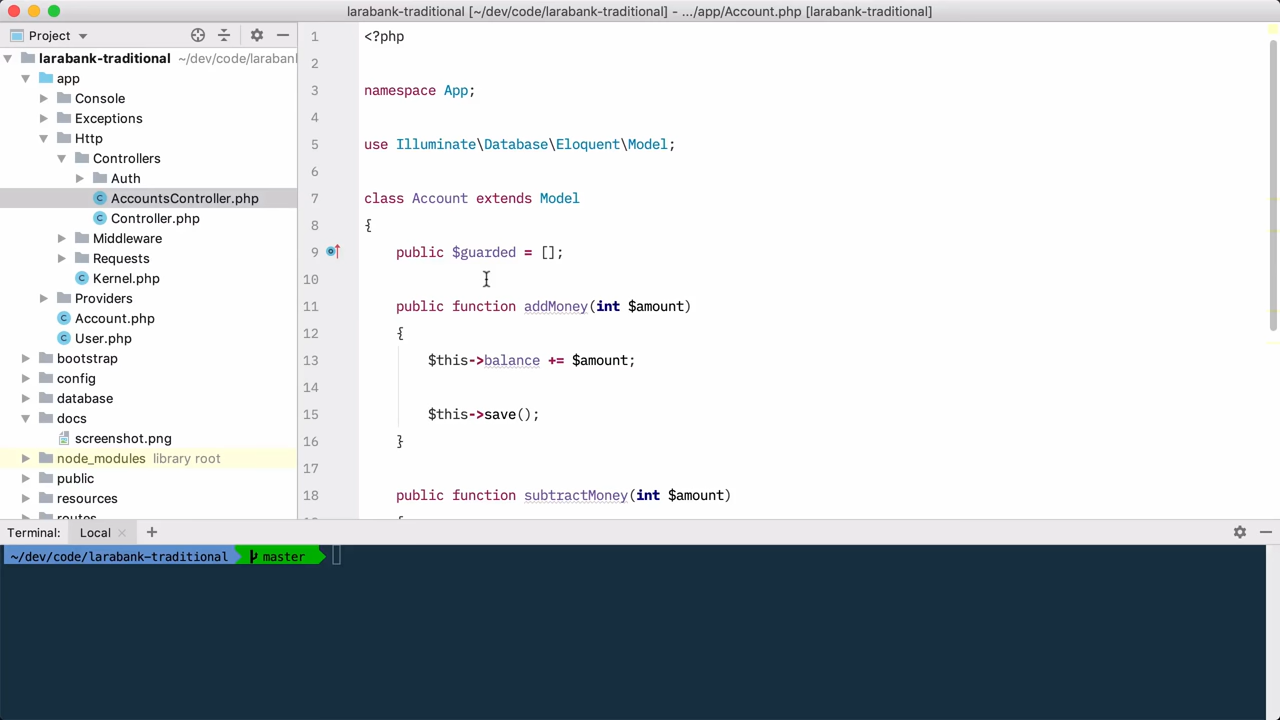 larabank-traditional [~/dev/code/larabank-traditional] - .../app/Account.php [larabank-traditional]
Project
larabank-traditional ~/dev/code/laraban
app
Console
Exceptions
Http
Controllers
Auth
AccountsController.php
Controller.php
Middleware
Requests
Kernel.php
Providers
Account.php
User.php
bootstrap
config
database
docs
screenshot.png
node_modules library root
public
resources
routes
1 <?php
2
3 namespace App;
4
5 use Illuminate\Database\Eloquent\Model;
6
7 class Account extends Model
8 {
9 public $guarded = [];
10
11 public function addMoney(int $amount)
12 {
13 $this->balance += $amount;
14
15 $this->save();
16 }
17
18 public function subtractMoney(int $amount)
Terminal: Local
~/dev/code/larabank-traditional master